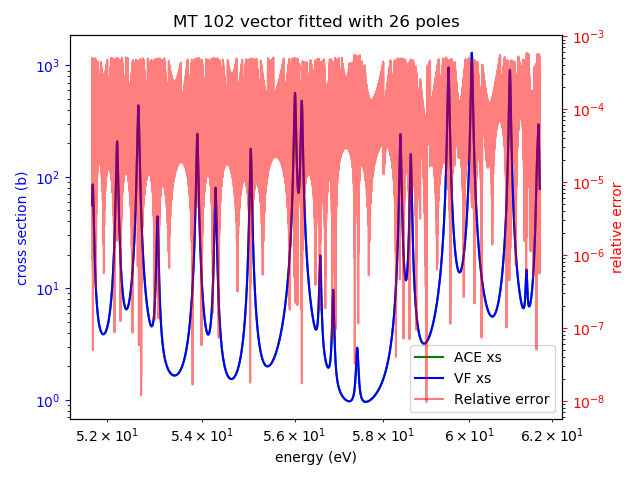 MT 102 vector fitted with 26 poles
10³
10²
10¹
10⁰
cross section (b)
10⁻³
10⁻⁴
10⁻⁵
10⁻⁶
10⁻⁷
10⁻⁸
relative error
ACE xs
VF xs
Relative error
5.2 × 10¹ 5.4 × 10¹ 5.6 × 10¹ 5.8 × 10¹ 6 × 10¹ 6.2 × 10¹
energy (eV)